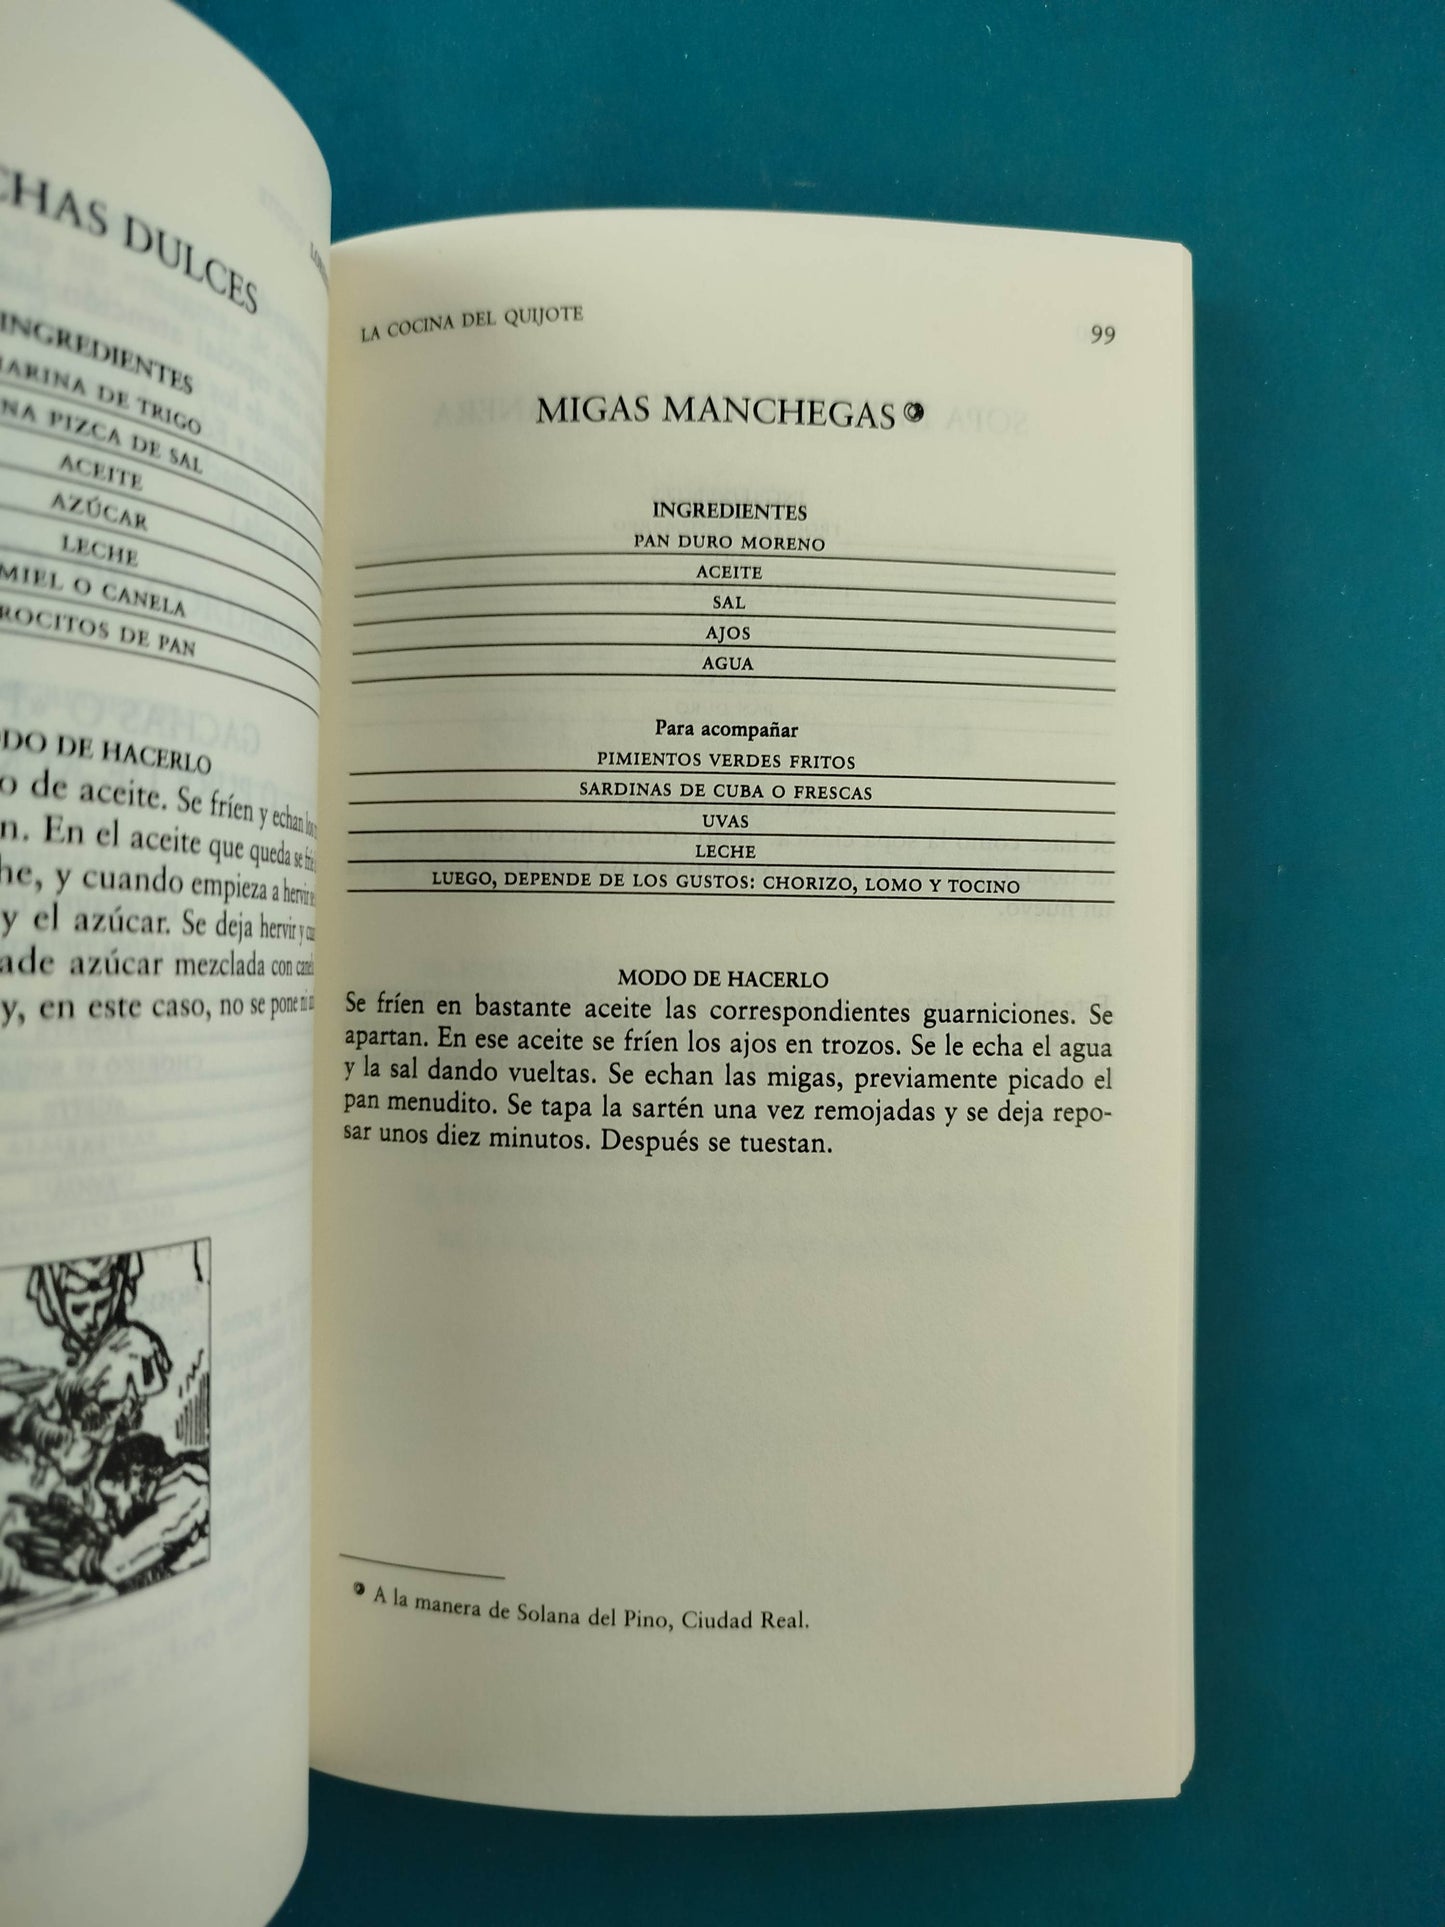 CHAS DULCES
INGREDIENTES
HARINA DE TRIGO
NA PIZCA DE SAL
ACEITE
AZÚCAR
LECHE
MIEL O CANELA
ROCITOS DE PAN
DO DE HACERLO
o de aceite. Se fríen y echan los
n. En el aceite que queda se
he, y cuando empieza a hervir
y el azúcar. Se deja hervir y
ade azúcar mezclada con
y, en este caso, no se pone ni
LA COCINA DEL QUIJOTE
99
MIGAS MANCHEGAS
INGREDIENTES
PAN DURO MORENO
ACEITE
SAL
AJOS
AGUA
Para acompañar
PIMIENTOS VERDES FRITOS
SARDINAS DE CUBA O FRESCAS
UVAS
LECHE
LUEGO, DEPENDE DE LOS GUSTOS: CHORIZO, LOMO Y TOCINO
MODO DE HACERLO
Se fríen en bastante aceite las correspondientes guarniciones. Se
apartan. En ese aceite se fríen los ajos en trozos. Se le echa el agua
y la sal dando vueltas. Se echan las migas, previamente picado el
pan menudito. Se tapa la sartén una vez remojadas y se deja repo-
sar unos diez minutos. Después se tuestan.
A la manera de Solana del Pino, Ciudad Real.